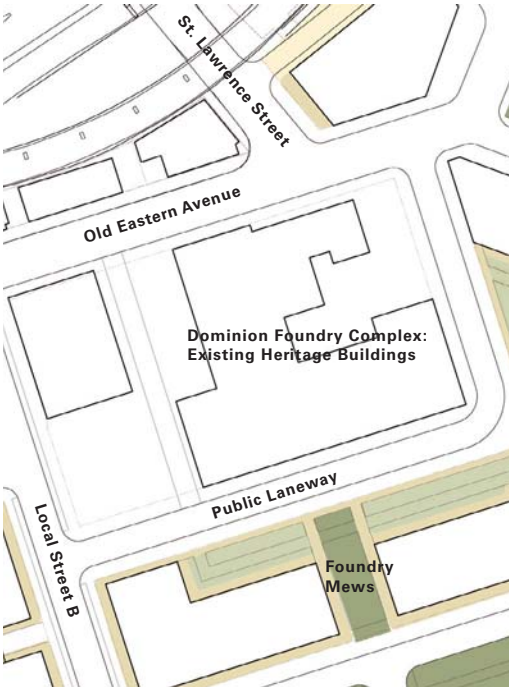 St. Lawrence Street
Old Eastern Avenue
Dominion Foundry Complex:
Existing Heritage Buildings
Public Laneway
Local Street B
Foundry
Mews